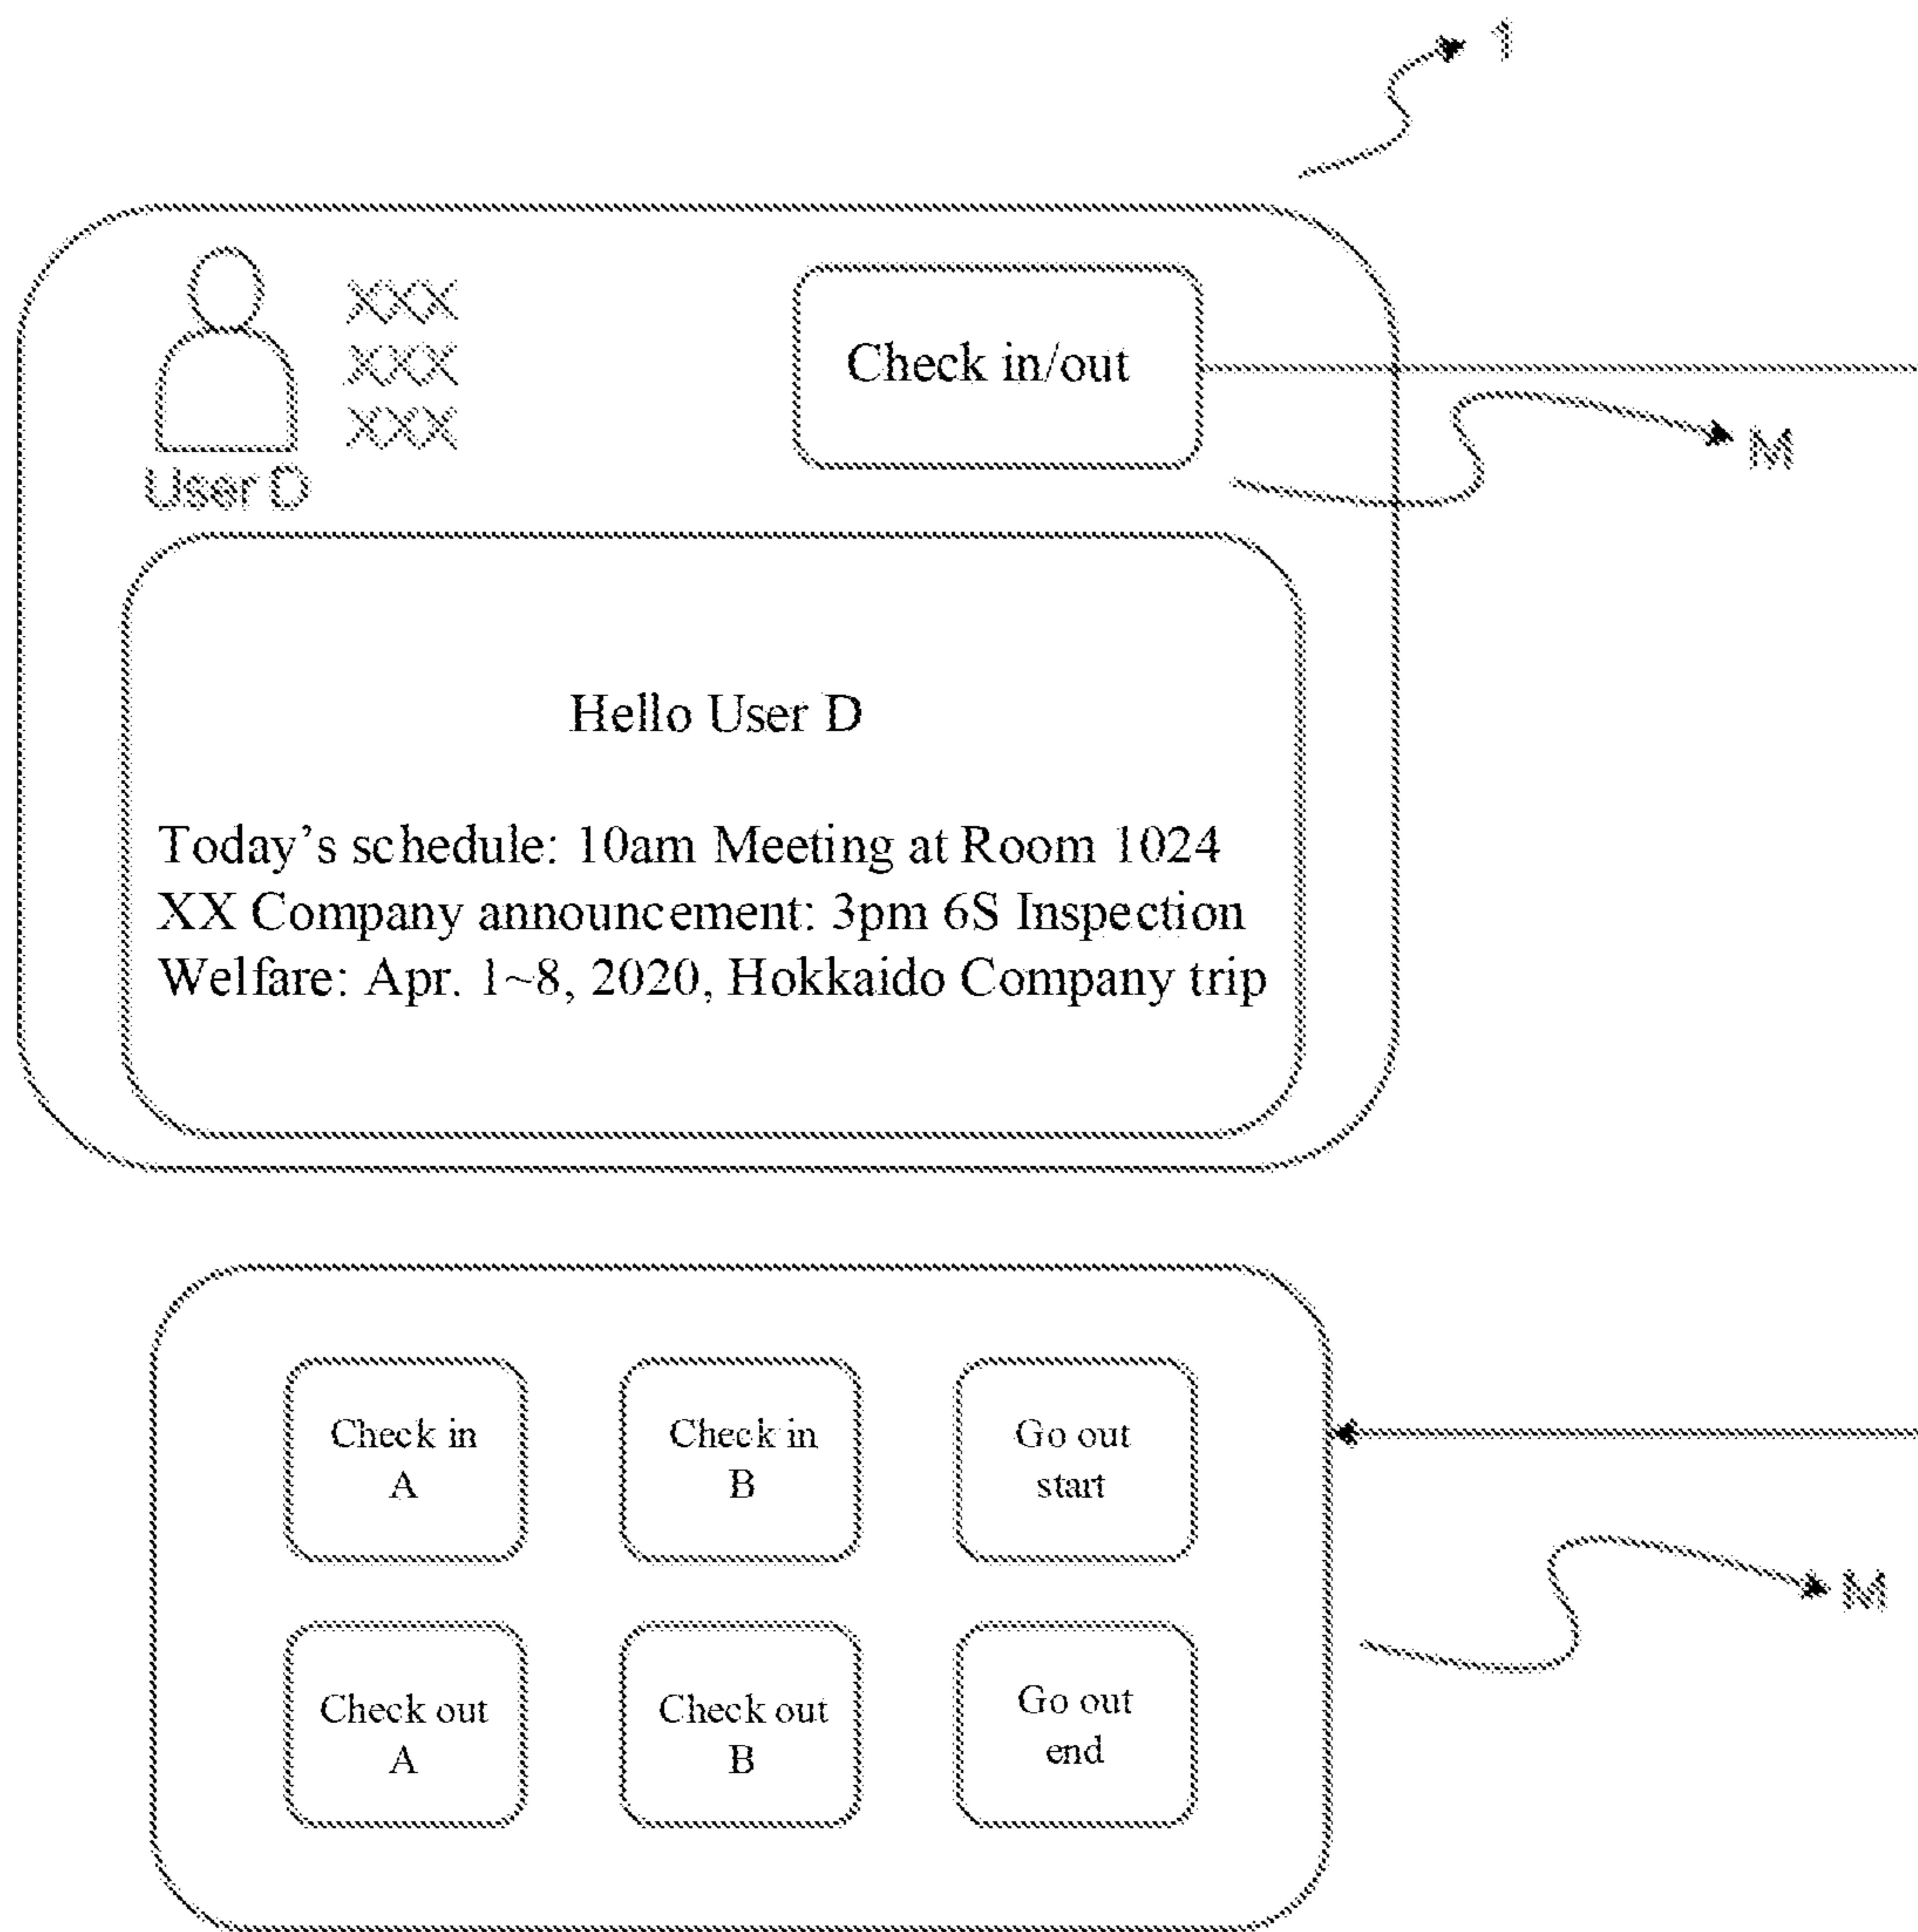 1
XXX
XXX
XXX
Check in/out
M
User D
Hello User D
Today's schedule: 10am Meeting at Room 1024
XX Company announcement: 3pm 6S Inspection
Welfare: Apr. 1~8, 2020, Hokkaido Company trip
Check in
A
Check in
B
Go out
start
M
Check out
A
Check out
B
Go out
end